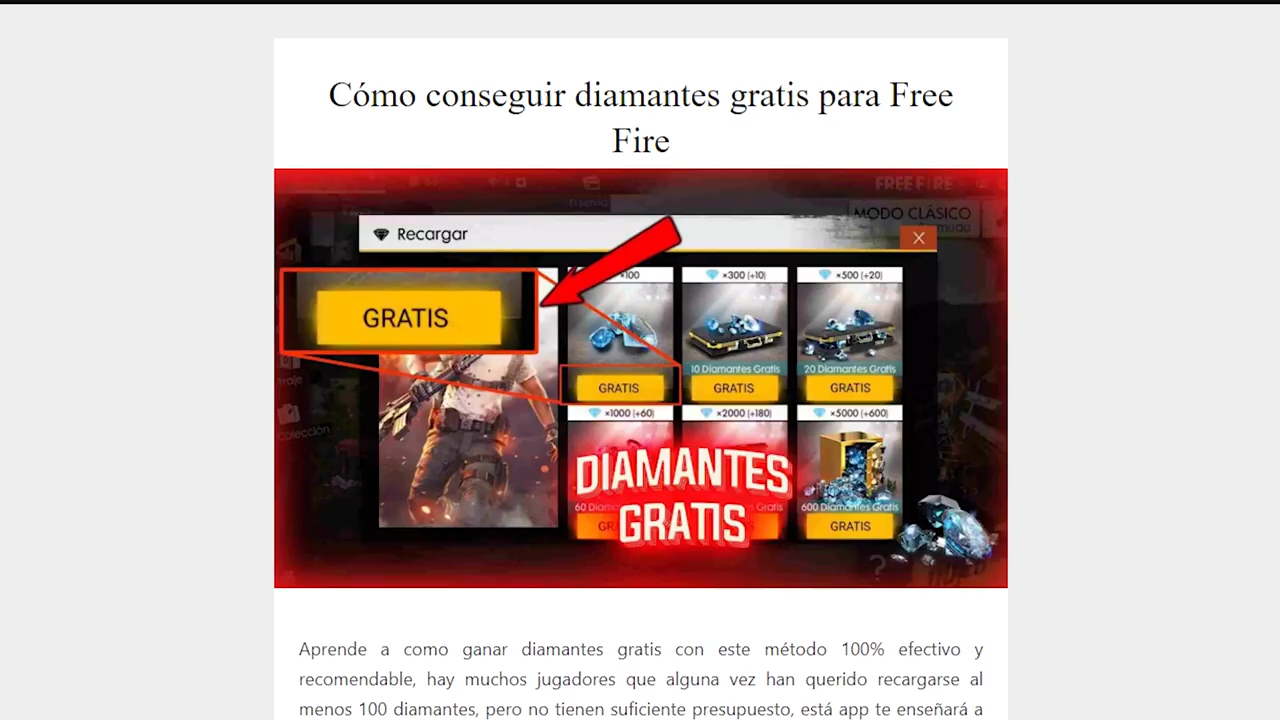 Cómo conseguir diamantes gratis para Free
Fire
FREE FIRE
MODO CLÁSICO
Recargar
×100
×300 (+10)
×500 (+20)
GRATIS
10 Diamantes Gratis
20 Diamantes Gratis
GRATIS
GRATIS
GRATIS
Colección
×1000 (+60)
×2000 (+180)
×5000 (+600)
DIAMANTES
GRATIS
600 Diamantes Gratis
GRATIS
Aprende a como ganar diamantes gratis con este método 100% efectivo y
recomendable, hay muchos jugadores que alguna vez han querido recargarse al
menos 100 diamantes, pero no tienen suficiente presupuesto, está app te enseñará a